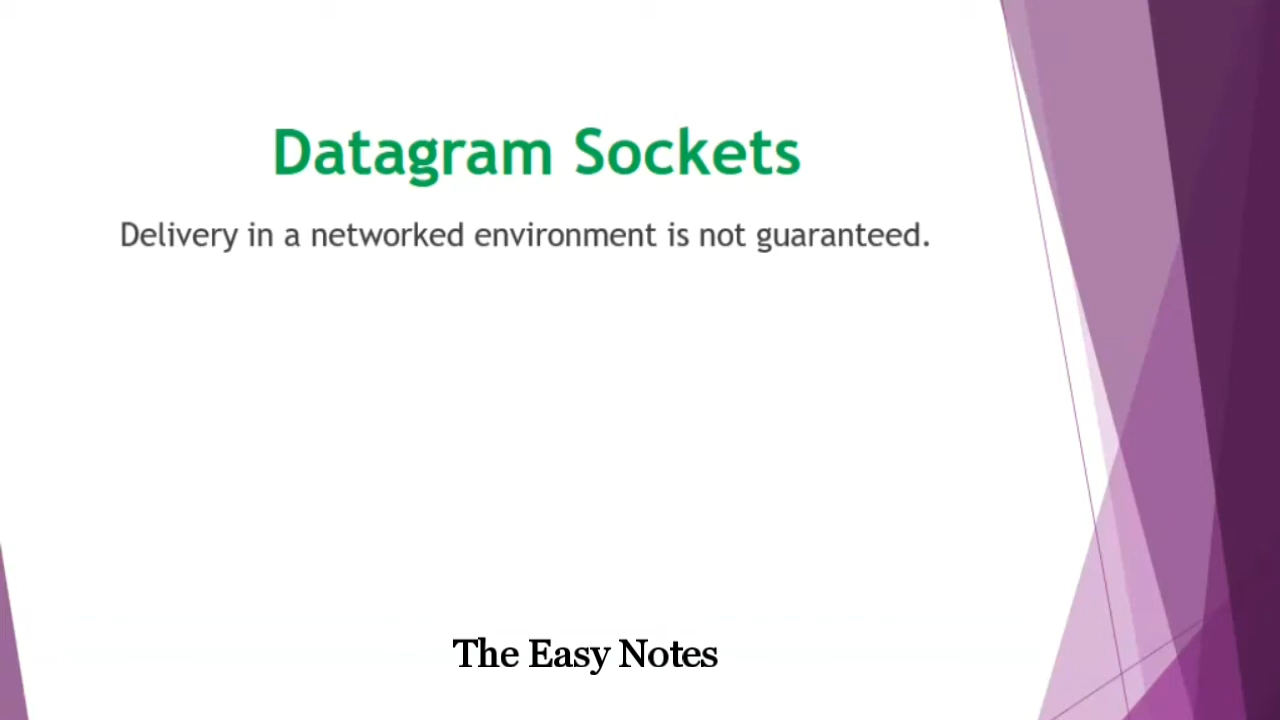 Datagram Sockets
Delivery in a networked environment is not guaranteed.
The Easy Notes